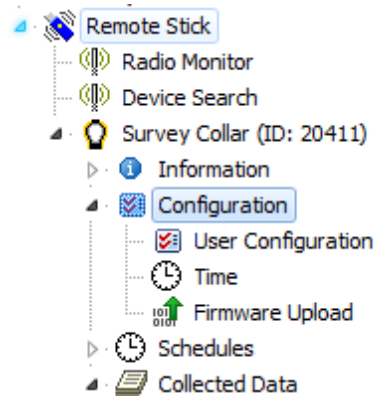 Remote Stick
Radio Monitor
Device Search
Survey Collar (ID: 20411)
Information
Configuration
User Configuration
Time
Firmware Upload
Schedules
Collected Data